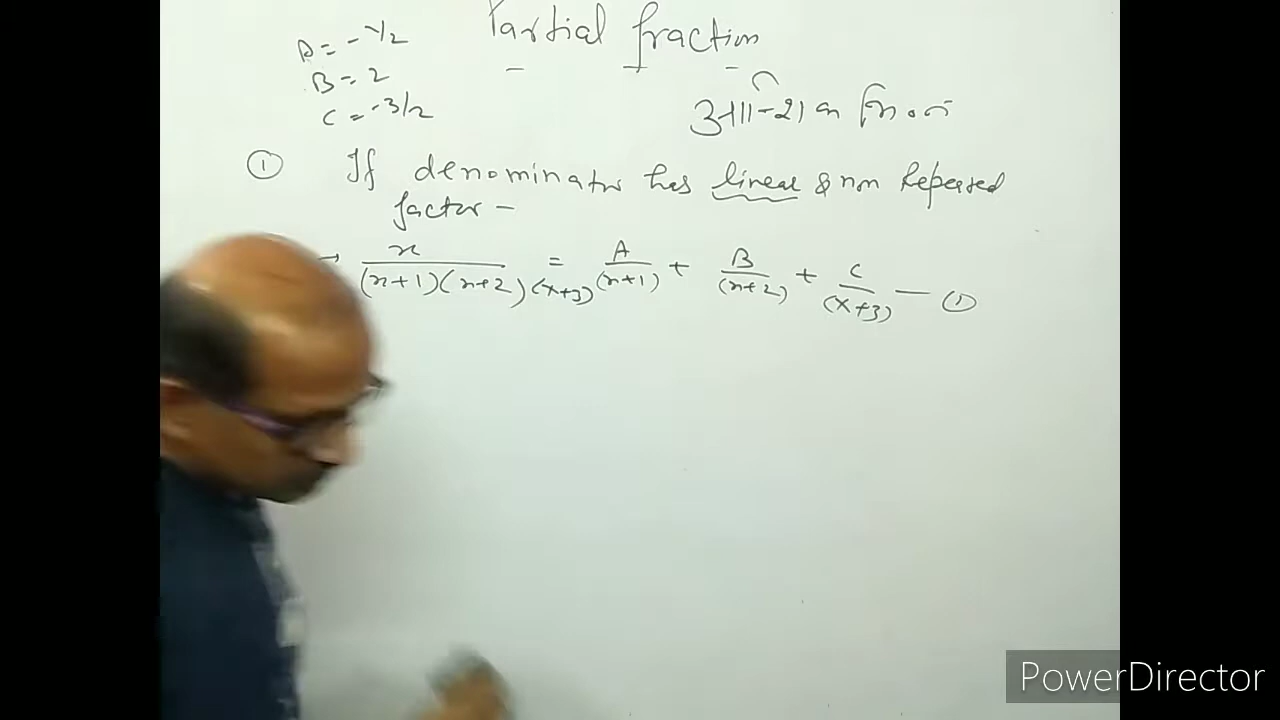 Partial fraction
A = -1/2
B = 2
C = -3/2
① If denominator has linear & non Repeated
factor -
→ x/((x+1)(x+2)(x+3)) = A/(x+1) + B/(x+2) + C/(x+3) — ①
PowerDirector